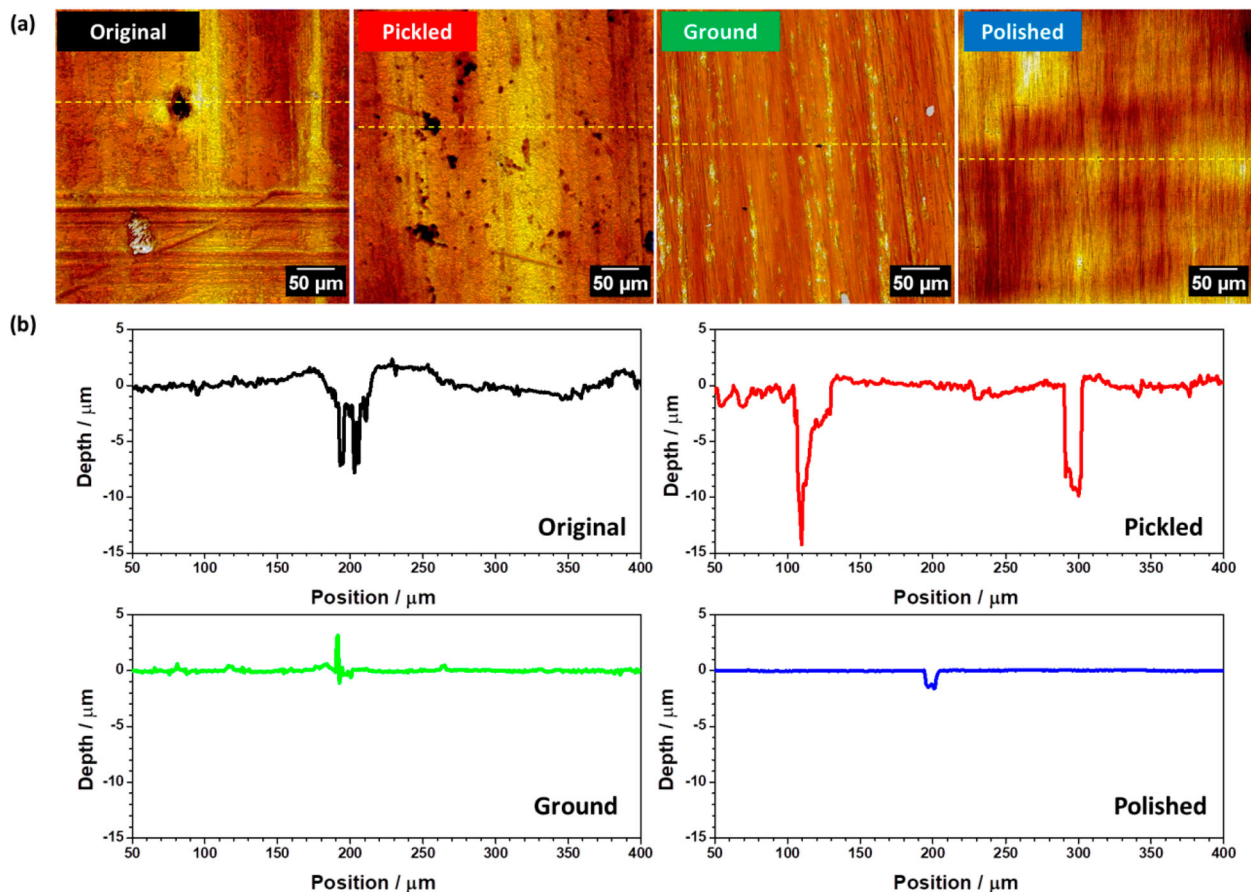 (a)
Original
Pickled
Ground
Polished
50 µm
50 µm
50 µm
50 µm
(b)
5
0
-5
-10
-15
Depth / µm
Original
50 100 150 200 250 300 350 400
Position / µm
5
0
-5
-10
-15
Depth / µm
Pickled
50 100 150 200 250 300 350 400
Position / µm
5
0
-5
-10
-15
Depth / µm
Ground
50 100 150 200 250 300 350 400
Position / µm
5
0
-5
-10
-15
Depth / µm
Polished
50 100 150 200 250 300 350 400
Position / µm